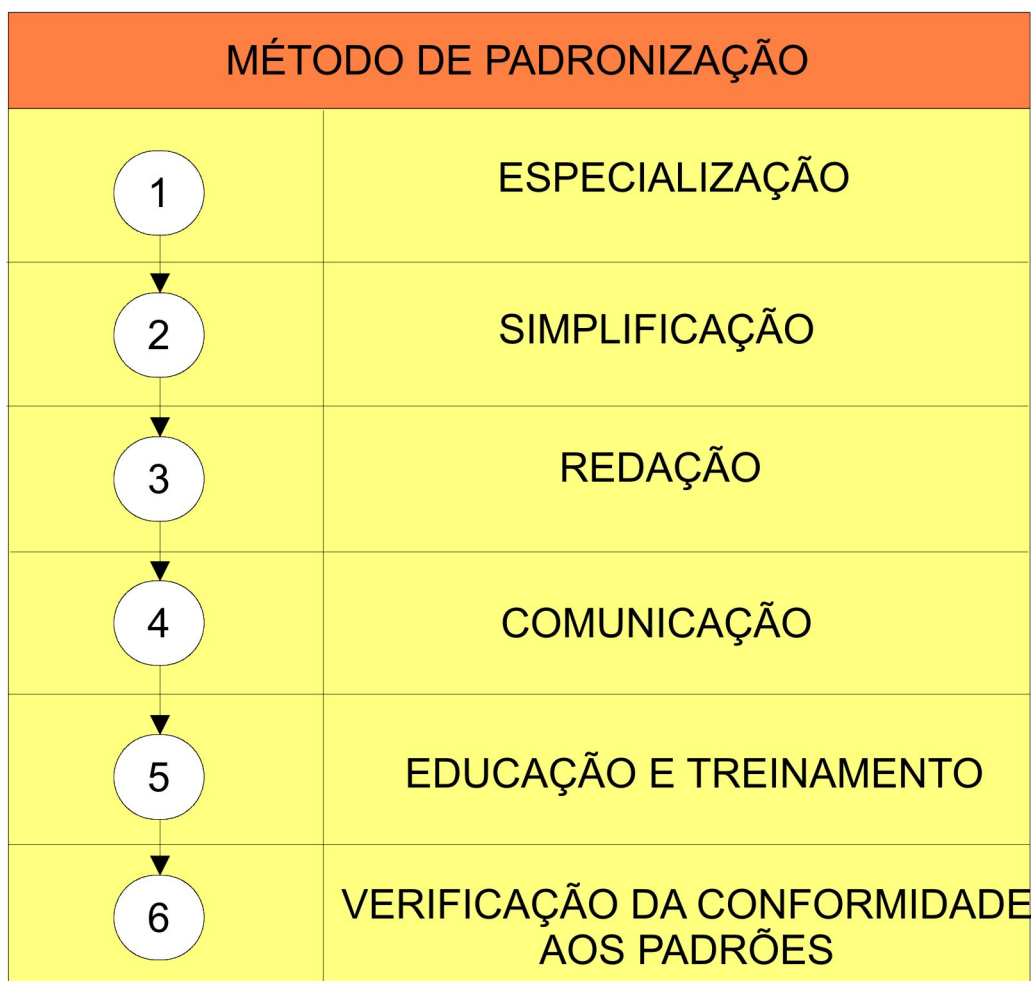 MÉTODO DE PADRONIZAÇÃO
1
ESPECIALIZAÇÃO
2
SIMPLIFICAÇÃO
3
REDAÇÃO
4
COMUNICAÇÃO
5
EDUCAÇÃO E TREINAMENTO
6
VERIFICAÇÃO DA CONFORMIDADE
AOS PADRÕES